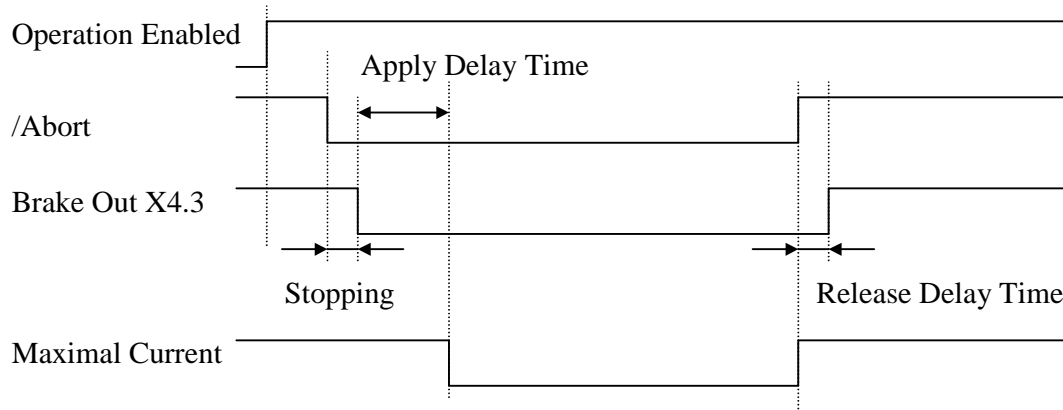 Operation Enabled
Apply Delay Time
/Abort
Brake Out X4.3
Stopping
Release Delay Time
Maximal Current